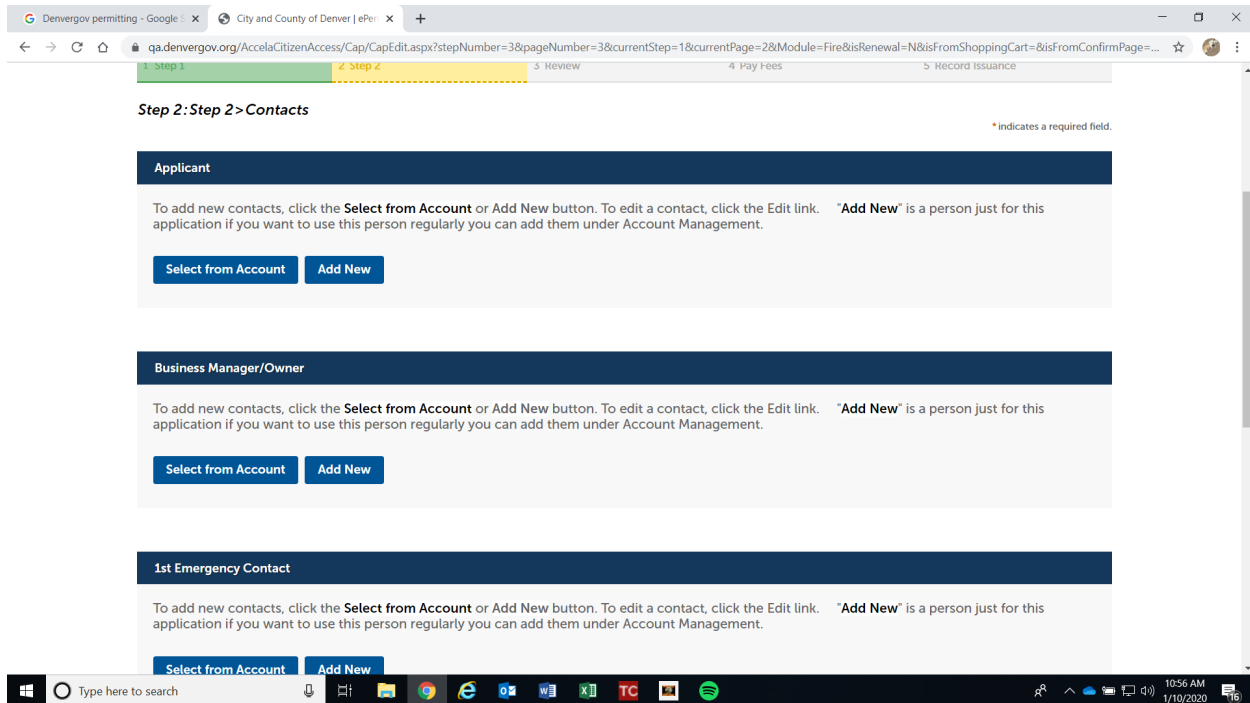 Denvergov permitting - Google S
City and County of Denver | ePer
qa.denvergov.org/AccelaCitizenAccess/Cap/CapEdit.aspx?stepNumber=3&pageNumber=3&currentStep=1&currentPage=2&Module=Fire&isRenewal=N&isFromShoppingCart=&isFromConfirmPage=...
1 Step 1 2 Step 2 3 Review 4 Pay Fees 5 Record Issuance
Step 2:Step 2>Contacts
* indicates a required field.
Applicant
To add new contacts, click the Select from Account or Add New button. To edit a contact, click the Edit link. "Add New" is a person just for this
application if you want to use this person regularly you can add them under Account Management.
Select from Account Add New
Business Manager/Owner
To add new contacts, click the Select from Account or Add New button. To edit a contact, click the Edit link. "Add New" is a person just for this
application if you want to use this person regularly you can add them under Account Management.
Select from Account Add New
1st Emergency Contact
To add new contacts, click the Select from Account or Add New button. To edit a contact, click the Edit link. "Add New" is a person just for this
application if you want to use this person regularly you can add them under Account Management.
Select from Account Add New
Type here to search
TC
10:56 AM
1/10/2020
16